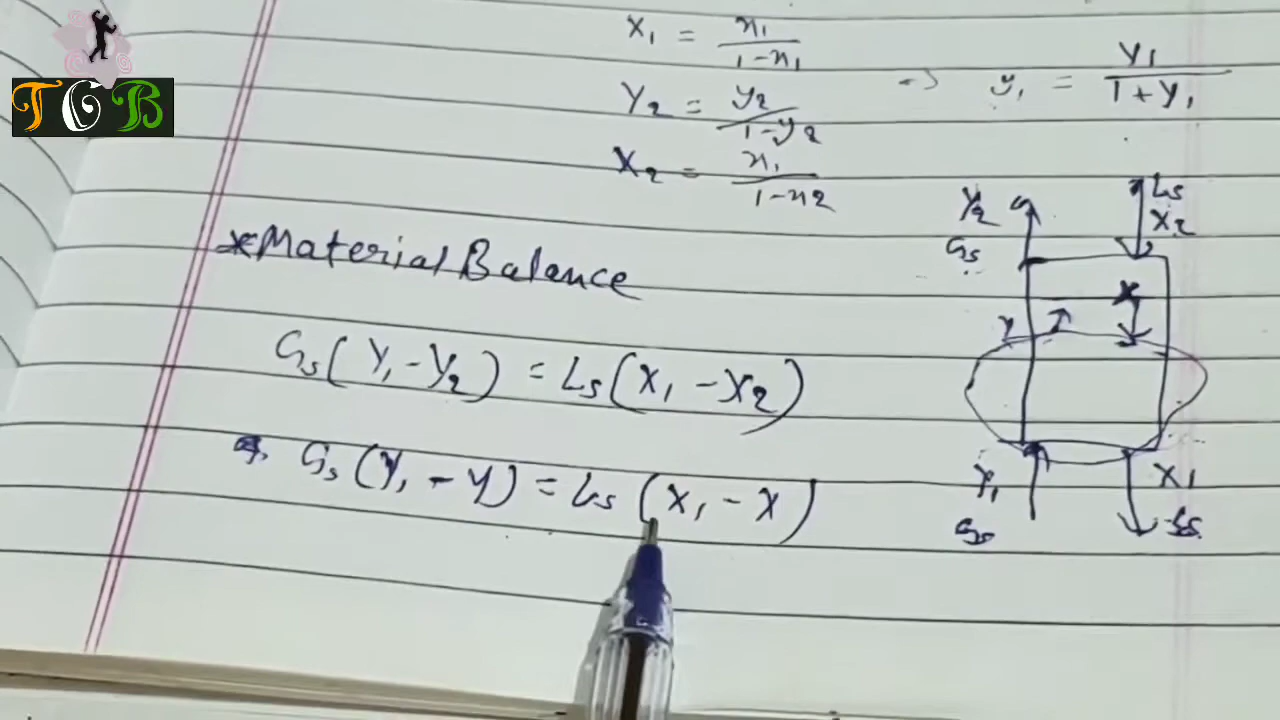 TGB
X₁ = x₁/1-x₁
Y₂ = y₂/1-y₂ => y₁ = Y₁/1+Y₁
X₂ = x₁/1-x2
*Material Balance
Gs(Y₁-Y₂) = Ls(X₁-X₂)
Gs(Y₁-Y) = Ls(X₁-X)
Y₂ Ls
Gs X₂
X
Y
Y₁ X₁
Gs Ls